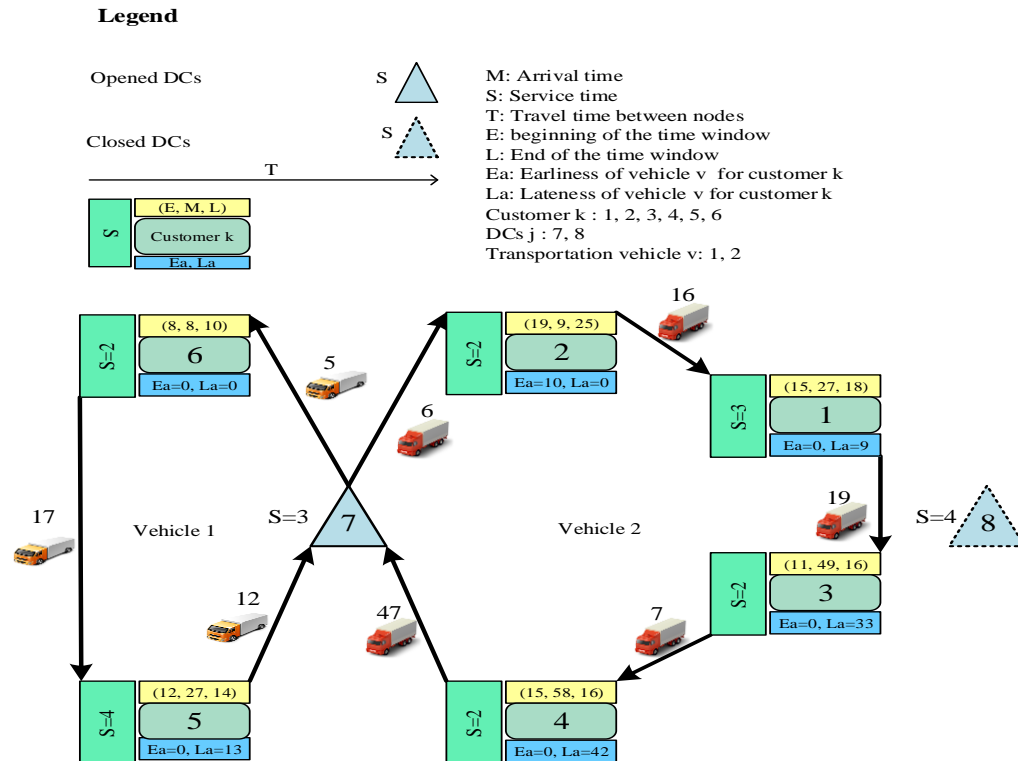 Legend
Opened DCs
S
Closed DCs
S
T
S
(E, M, L)
Customer k
Ea, La
M: Arrival time
S: Service time
T: Travel time between nodes
E: beginning of the time window
L: End of the time window
Ea: Earliness of vehicle v for customer k
La: Lateness of vehicle v for customer k
Customer k : 1, 2, 3, 4, 5, 6
DCs j : 7, 8
Transportation vehicle v: 1, 2
S=2
(8, 8, 10)
6
Ea=0, La=0
5
6
S=2
(19, 9, 25)
2
Ea=10, La=0
16
S=3
(15, 27, 18)
1
Ea=0, La=9
17
Vehicle 1
S=3
7
Vehicle 2
19
S=4
8
12
47
7
S=2
(11, 49, 16)
3
Ea=0, La=33
S=4
(12, 27, 14)
5
Ea=0, La=13
S=2
(15, 58, 16)
4
Ea=0, La=42